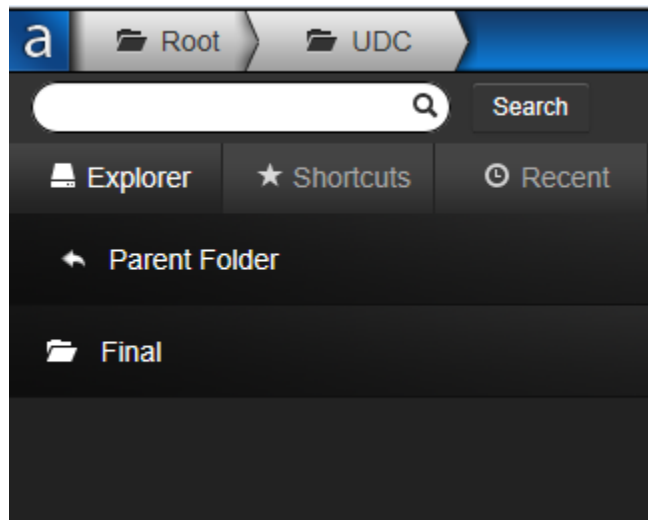 a Root UDC
Search
Explorer Shortcuts Recent
Parent Folder
Final